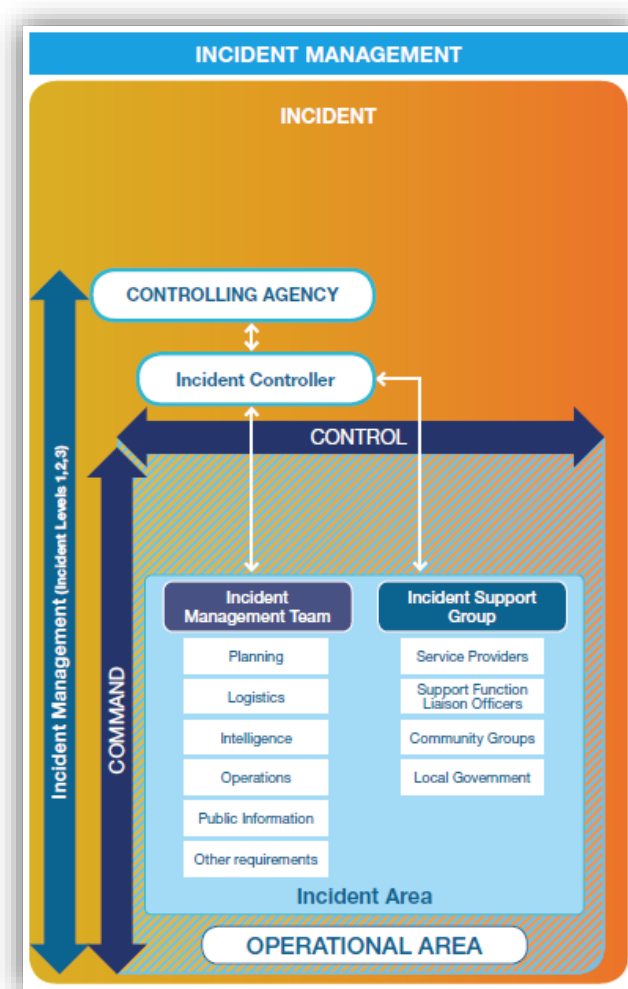 INCIDENT MANAGEMENT
INCIDENT
CONTROLLING AGENCY
Incident Controller
CONTROL
Incident Management (Incident Levels 1,2,3)
COMMAND
Incident
Management Team
Planning
Logistics
Intelligence
Operations
Public Information
Other requirements
Incident Support
Group
Service Providers
Support Function
Liaison Officers
Community Groups
Local Government
Incident Area
OPERATIONAL AREA